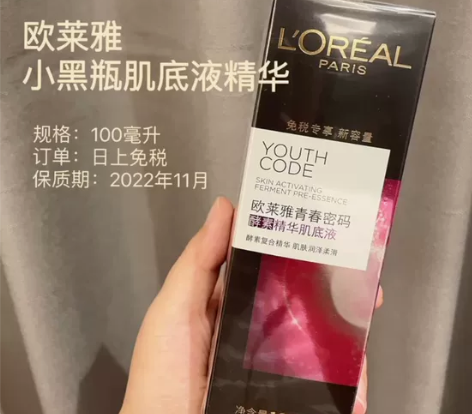 欧莱雅
小黑瓶肌底液精华
规格：100毫升
订单：日上免税
保质期：2022年11月
L'ORÉAL
PARIS
免税专享 新容量
YOUTH
CODE
SKIN ACTIVATING
FERMENT PRE-ESSENCE
欧莱雅青春密码
酵素精华肌底液
酵素复合精华 肌肤润泽柔滑
净含量